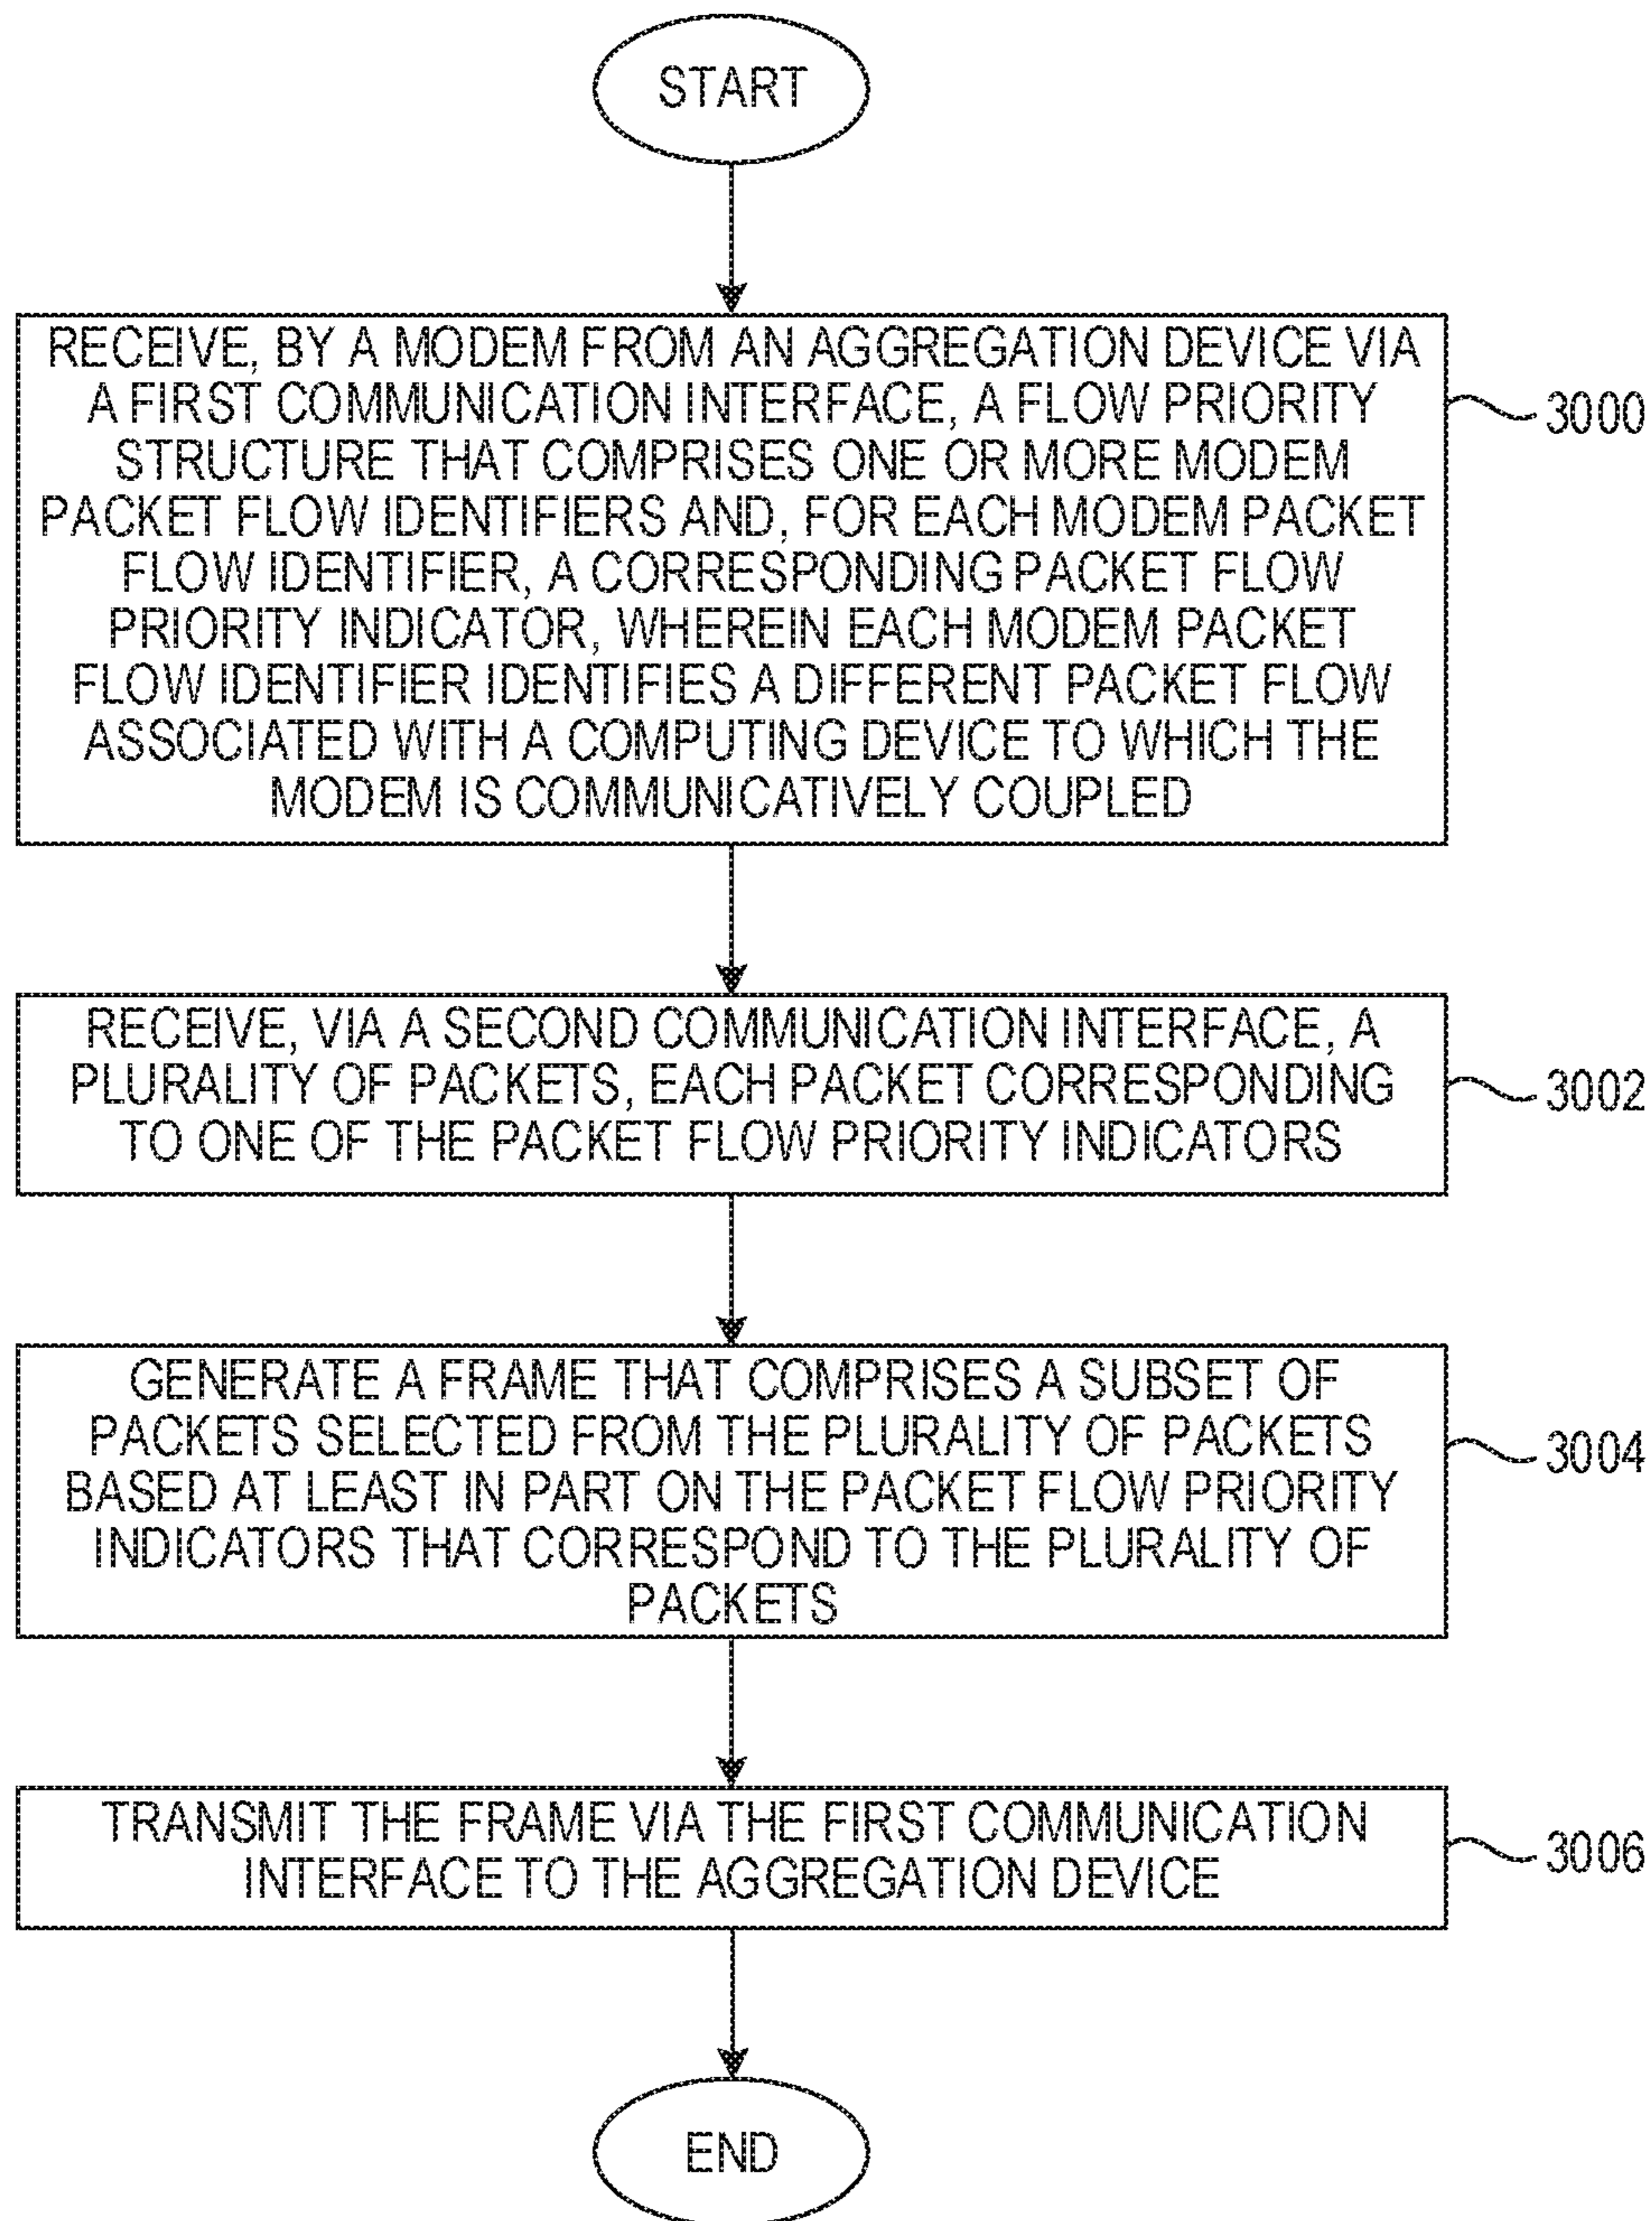 START
RECEIVE, BY A MODEM FROM AN AGGREGATION DEVICE VIA
A FIRST COMMUNICATION INTERFACE, A FLOW PRIORITY
STRUCTURE THAT COMPRISES ONE OR MORE MODEM
PACKET FLOW IDENTIFIERS AND, FOR EACH MODEM PACKET
FLOW IDENTIFIER, A CORRESPONDING PACKET FLOW
PRIORITY INDICATOR, WHEREIN EACH MODEM PACKET
FLOW IDENTIFIER IDENTIFIES A DIFFERENT PACKET FLOW
ASSOCIATED WITH A COMPUTING DEVICE TO WHICH THE
MODEM IS COMMUNICATIVELY COUPLED
3000
RECEIVE, VIA A SECOND COMMUNICATION INTERFACE, A
PLURALITY OF PACKETS, EACH PACKET CORRESPONDING
TO ONE OF THE PACKET FLOW PRIORITY INDICATORS
3002
GENERATE A FRAME THAT COMPRISES A SUBSET OF
PACKETS SELECTED FROM THE PLURALITY OF PACKETS
BASED AT LEAST IN PART ON THE PACKET FLOW PRIORITY
INDICATORS THAT CORRESPOND TO THE PLURALITY OF
PACKETS
3004
TRANSMIT THE FRAME VIA THE FIRST COMMUNICATION
INTERFACE TO THE AGGREGATION DEVICE
3006
END